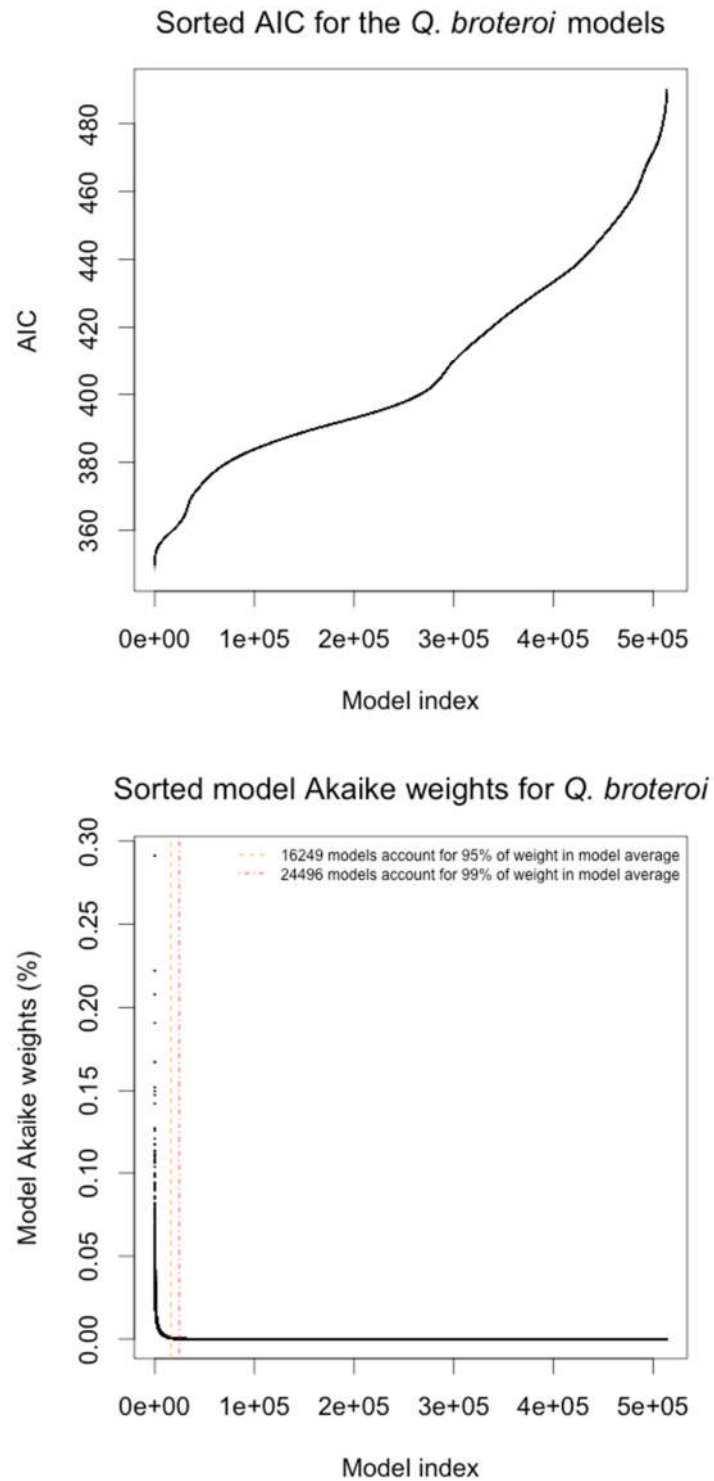 Sorted AIC for the Q. broteroi models
480
460
440
420
400
380
360
AIC
0e+00 1e+05 2e+05 3e+05 4e+05 5e+05
Model index
Sorted model Akaike weights for Q. broteroi
16249 models account for 95% of weight in model average
24496 models account for 99% of weight in model average
0.30
0.25
0.20
0.15
0.10
0.05
0.00
Model Akaike weights (%)
0e+00 1e+05 2e+05 3e+05 4e+05 5e+05
Model index